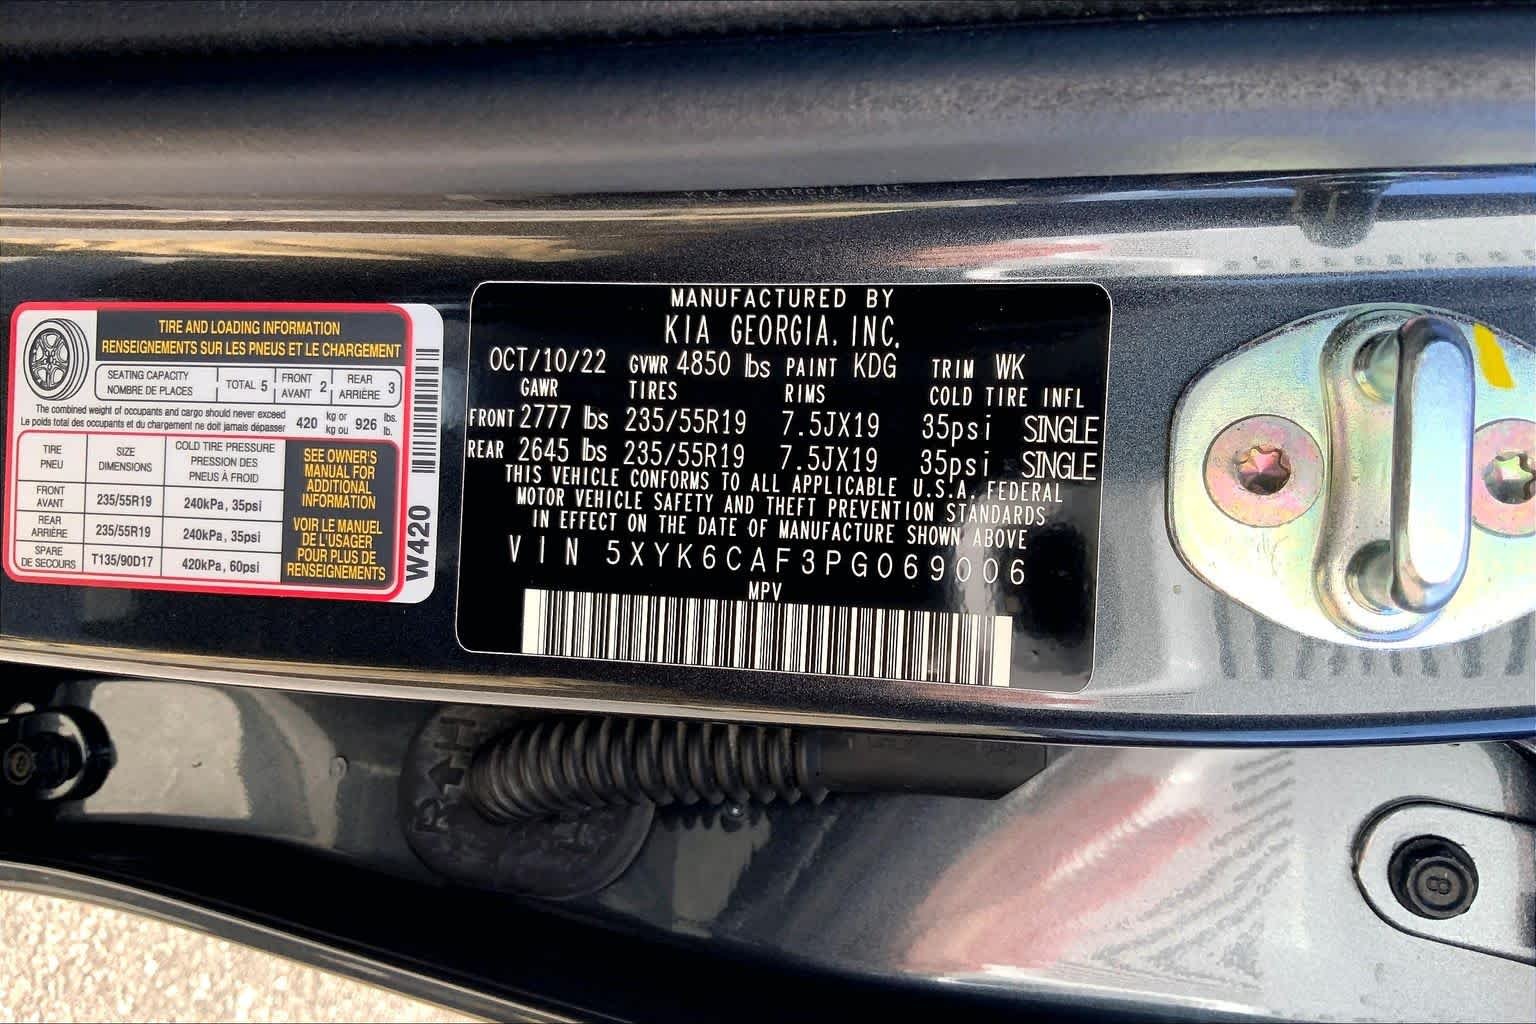 TIRE AND LOADING INFORMATION
RENSEIGNEMENTS SUR LES PNEUS ET LE CHARGEMENT
SEATING CAPACITY
NOMBRE DE PLACES
TOTAL 5
FRONT
AVANT 2
REAR
ARRIÈRE 3
The combined weight of occupants and cargo should never exceed
Le poids total des occupants et du chargement ne doit jamais dépasser
420 kg or
kg ou 926 lbs.
lb.
TIRE
PNEU
SIZE
DIMENSIONS
COLD TIRE PRESSURE
PRESSION DES
PNEUS À FROID
FRONT
AVANT
235/55R19
240kPa, 35psi
REAR
ARRIÈRE
235/55R19
240kPa, 35psi
SPARE
DE SECOURS
T135/90D17
420kPa, 60psi
SEE OWNER'S
MANUAL FOR
ADDITIONAL
INFORMATION
VOIR LE MANUEL
DE L'USAGER
POUR PLUS DE
RENSEIGNEMENTS
W420
MANUFACTURED BY
KIA GEORGIA, INC.
OCT/10/22 GVWR 4850 lbs PAINT KDG TRIM WK
GAWR TIRES RIMS COLD TIRE INFL
FRONT 2777 lbs 235/55R19 7.5JX19 35psi SINGLE
REAR 2645 lbs 235/55R19 7.5JX19 35psi SINGLE
THIS VEHICLE CONFORMS TO ALL APPLICABLE U.S.A. FEDERAL
MOTOR VEHICLE SAFETY AND THEFT PREVENTION STANDARDS
IN EFFECT ON THE DATE OF MANUFACTURE SHOWN ABOVE
VIN 5XYK6CAF3PG069006
MPV
KIA GEORGIA INC
R→H
8